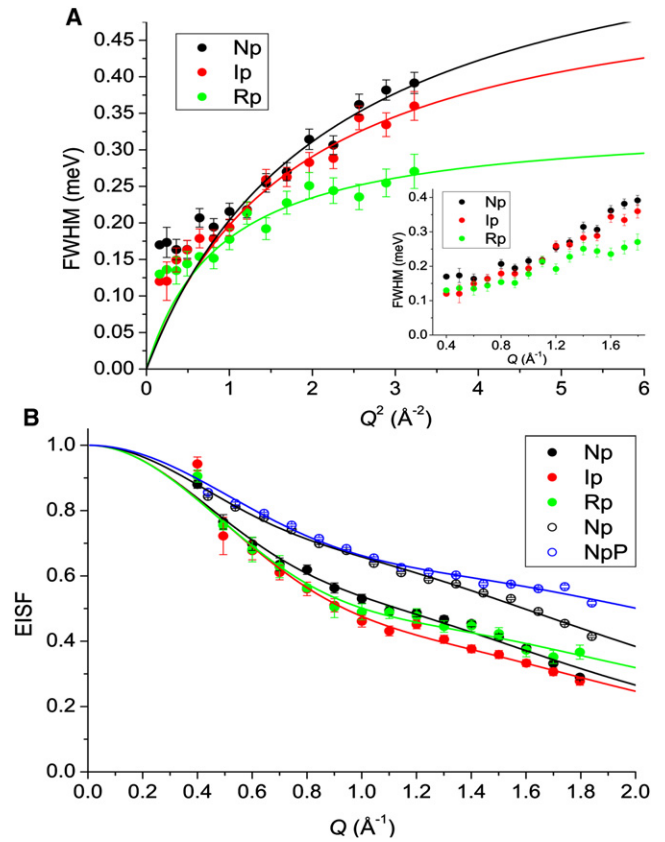 A
Np
Ip
Rp
FWHM (meV)
0.45
0.40
0.35
0.30
0.25
0.20
0.15
0.10
0.05
0.00
0 1 2 3 4 5 6
Q² (Å⁻²)
Np
Ip
Rp
FWHM (meV)
0.4
0.3
0.2
0.1
0.0
0.4 0.8 1.2 1.6
Q (Å⁻¹)
B
Np
Ip
Rp
Np
NpP
EISF
1.0
0.8
0.6
0.4
0.2
0.0
0.0 0.2 0.4 0.6 0.8 1.0 1.2 1.4 1.6 1.8 2.0
Q (Å⁻¹)